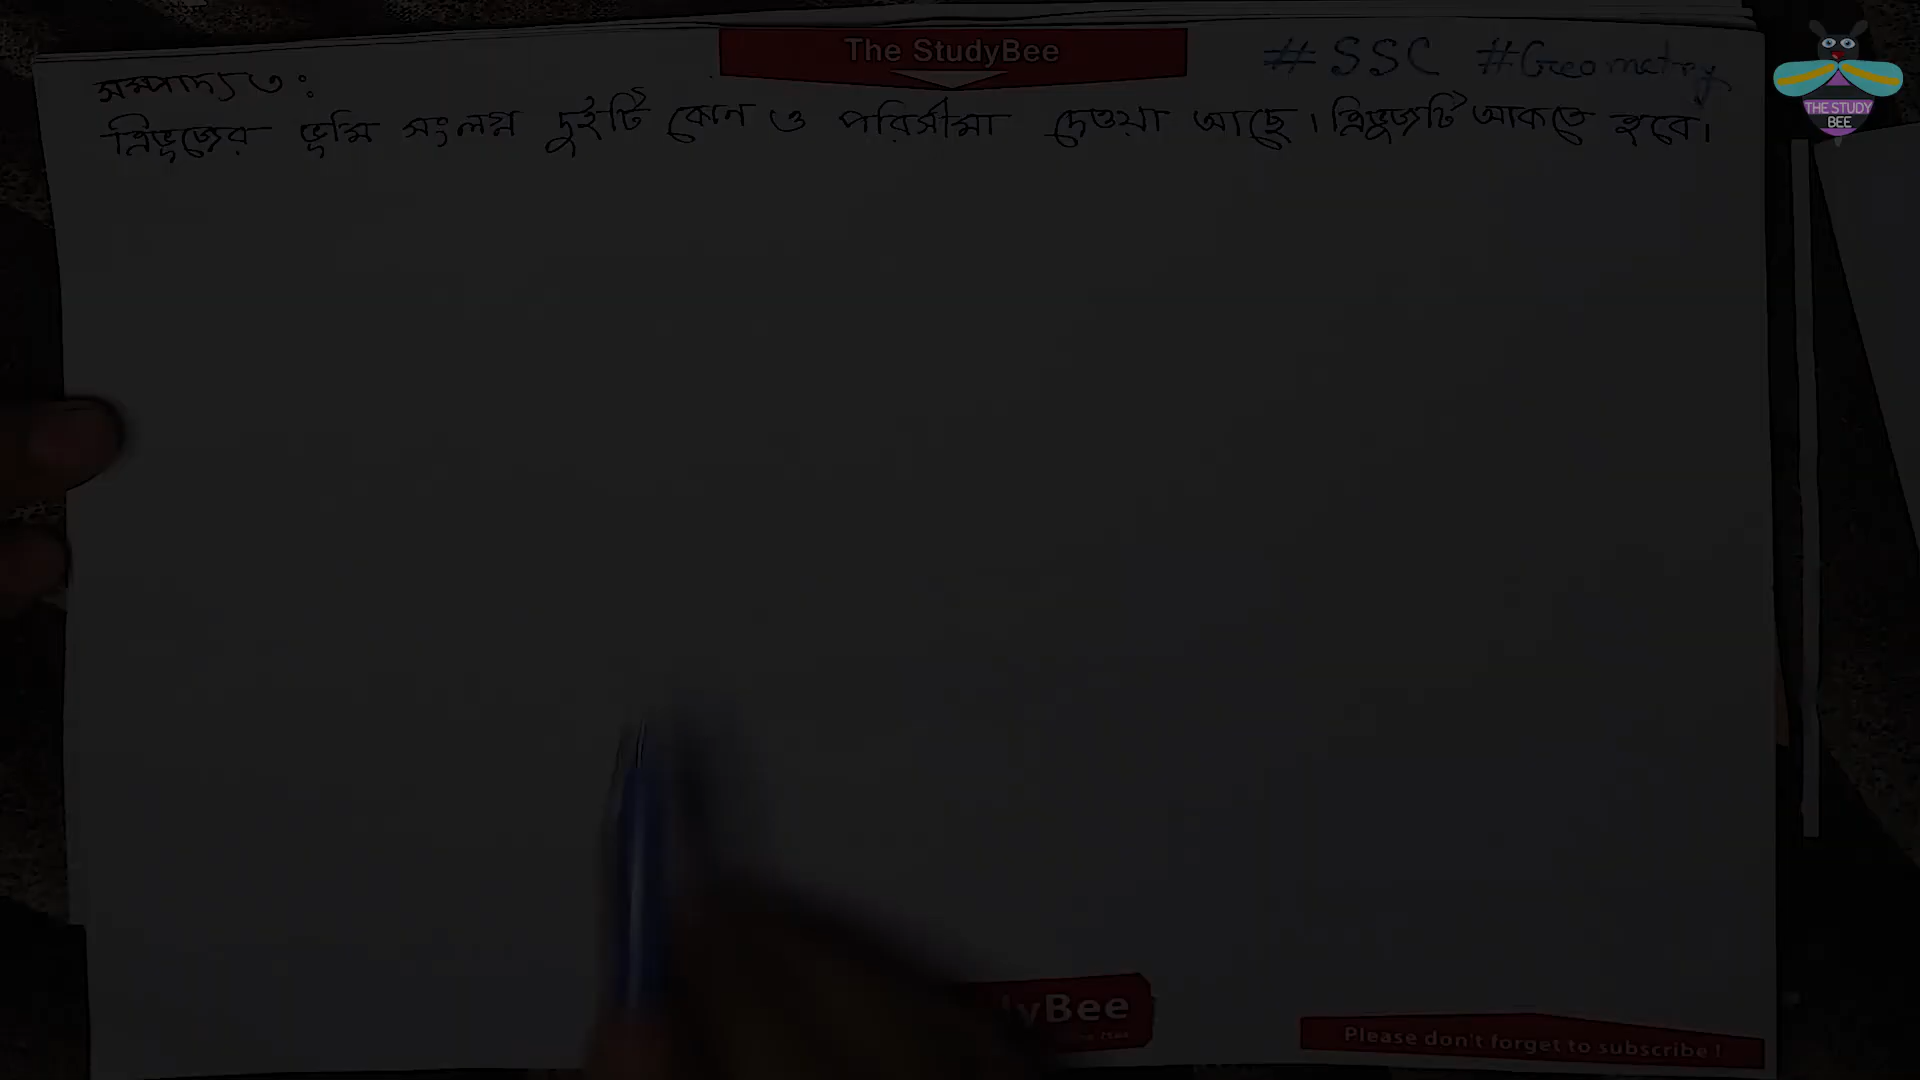 The StudyBee
#SSC #Geometry
THE STUDY
BEE
সম্পাদ্য ৩:
ত্রিভুজের ভূমি সংলগ্ন দুইটি কোন ও পরিসীমা দেওয়া আছে। ত্রিভুজটি আকতে হবে।
dyBee
Please don't forget to subscribe !